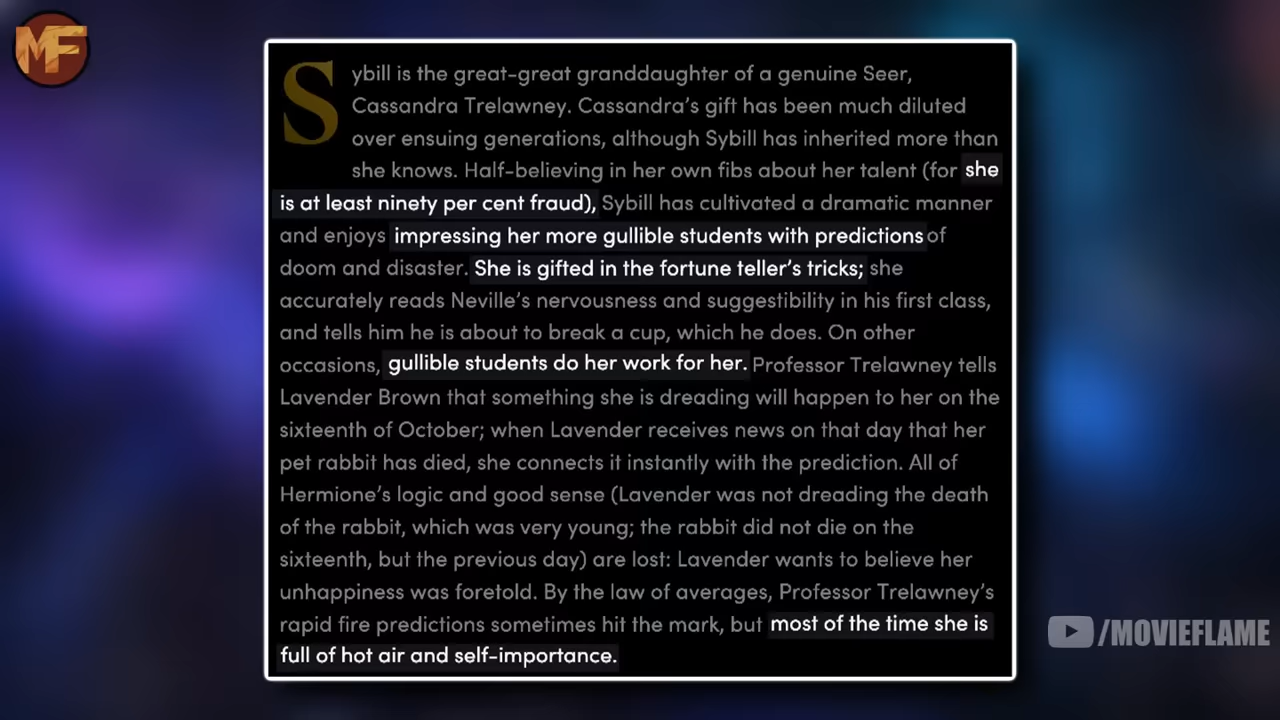 MF
Sybill is the great-great granddaughter of a genuine Seer,
Cassandra Trelawney. Cassandra's gift has been much diluted
over ensuing generations, although Sybill has inherited more than
she knows. Half-believing in her own fibs about her talent (for she
is at least ninety per cent fraud), Sybill has cultivated a dramatic manner
and enjoys impressing her more gullible students with predictions of
doom and disaster. She is gifted in the fortune teller's tricks; she
accurately reads Neville's nervousness and suggestibility in his first class,
and tells him he is about to break a cup, which he does. On other
occasions, gullible students do her work for her. Professor Trelawney tells
Lavender Brown that something she is dreading will happen to her on the
sixteenth of October; when Lavender receives news on that day that her
pet rabbit has died, she connects it instantly with the prediction. All of
Hermione's logic and good sense (Lavender was not dreading the death
of the rabbit, which was very young; the rabbit did not die on the
sixteenth, but the previous day) are lost: Lavender wants to believe her
unhappiness was foretold. By the law of averages, Professor Trelawney's
rapid fire predictions sometimes hit the mark, but most of the time she is
full of hot air and self-importance.
/MOVIEFLAME